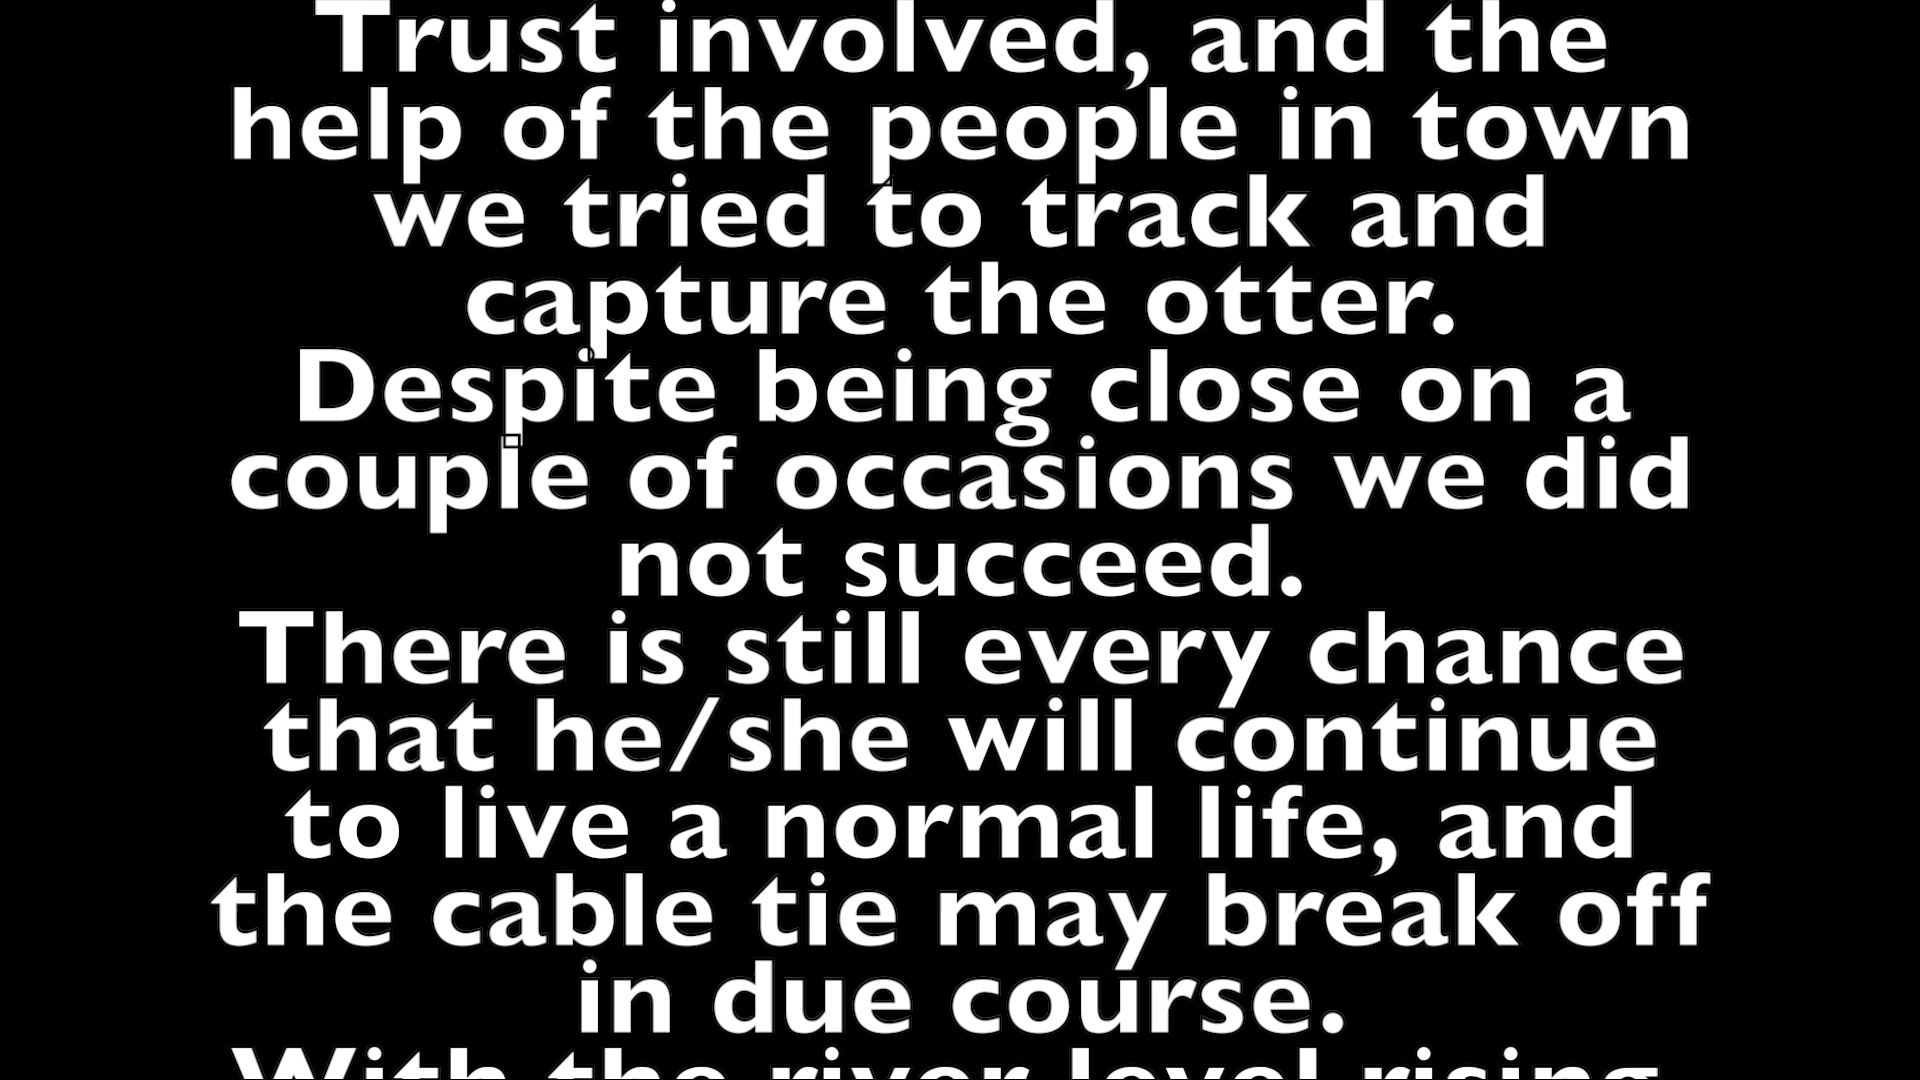 Trust involved, and the
help of the people in town
we tried to track and
capture the otter.
Despite being close on a
couple of occasions we did
not succeed.
There is still every chance
that he/she will continue
to live a normal life, and
the cable tie may break off
in due course.
With the river level rising